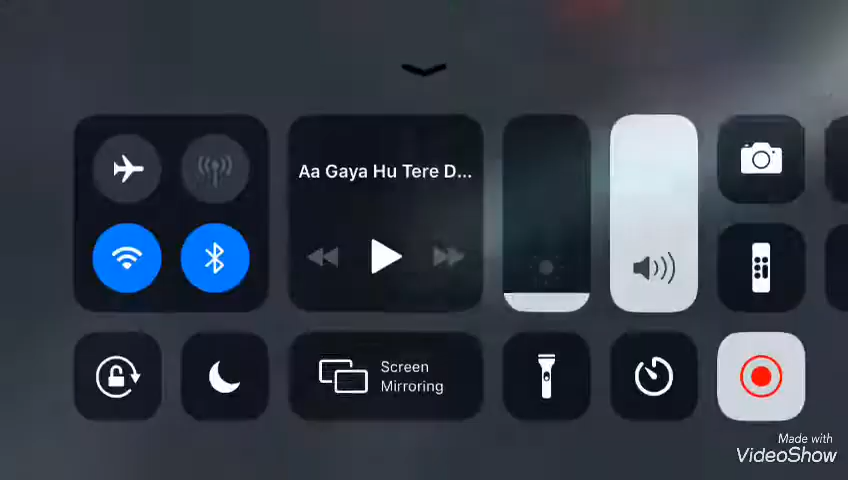 Aa Gaya Hu Tere D...
Screen
Mirroring
Made with
VideoShow